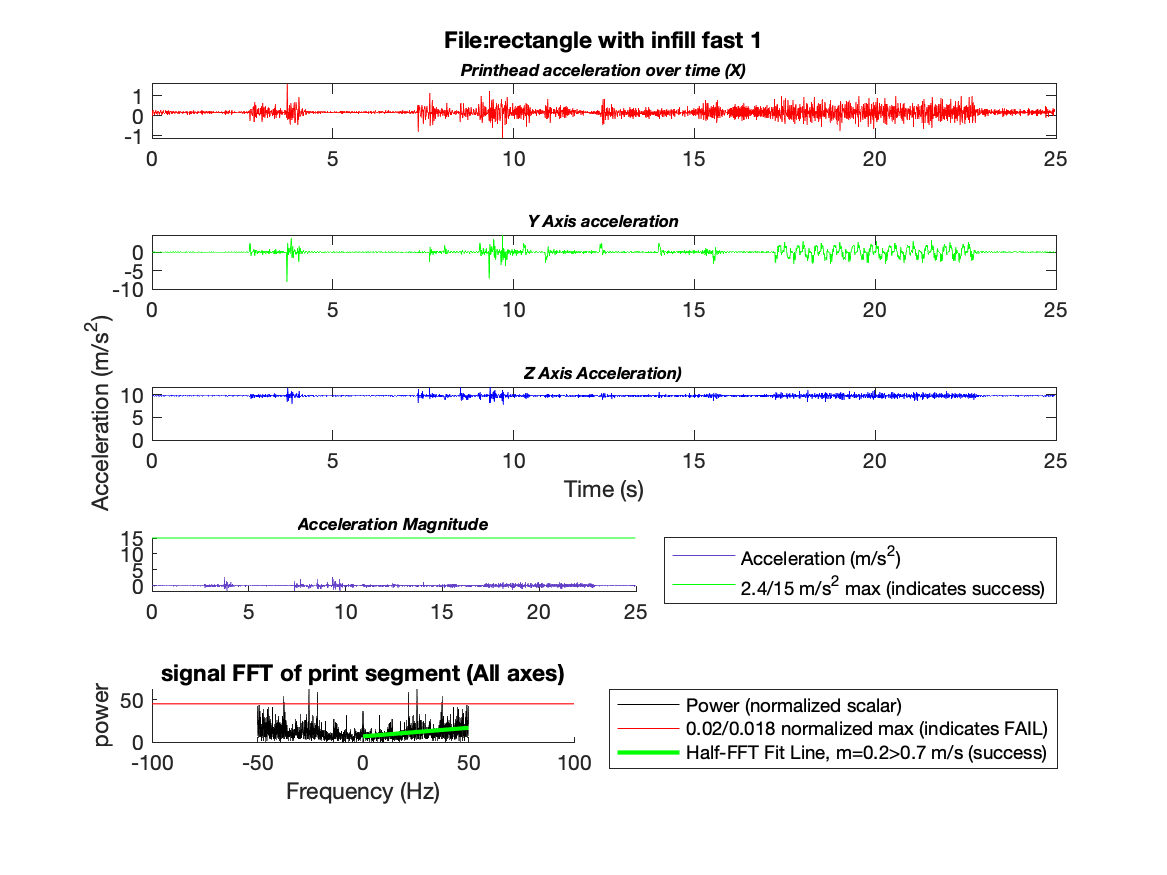 File:rectangle with infill fast 1
Printhead acceleration over time (X)
1
0
-1
0 5 10 15 20 25
Y Axis acceleration
0
-5
-10
0 5 10 15 20 25
Acceleration (m/s2)
Z Axis Acceleration)
10
5
0
0 5 10 15 20 25
Time (s)
Acceleration Magnitude
15
10
5
0
0 5 10 15 20 25
Acceleration (m/s2)
2.4/15 m/s2 max (indicates success)
signal FFT of print segment (All axes)
power
50
0
-100 -50 0 50 100
Frequency (Hz)
Power (normalized scalar)
0.02/0.018 normalized max (indicates FAIL)
Half-FFT Fit Line, m=0.2>0.7 m/s (success)